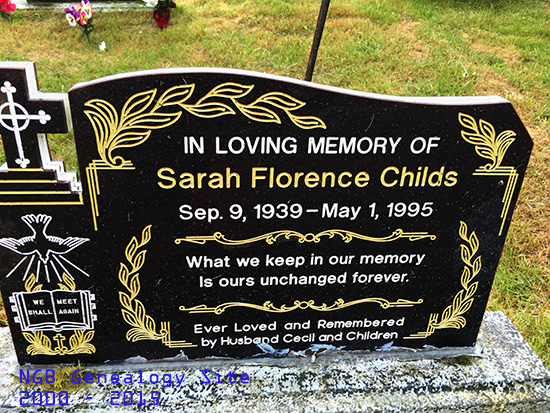 IN LOVING MEMORY OF
Sarah Florence Childs
Sep. 9, 1939 – May 1, 1995
What we keep in our memory
Is ours unchanged forever.
WE MEET
SHALL AGAIN
Ever Loved and Remembered
by Husband Cecil and Children
NGB Genealogy Site
2000 - 2015